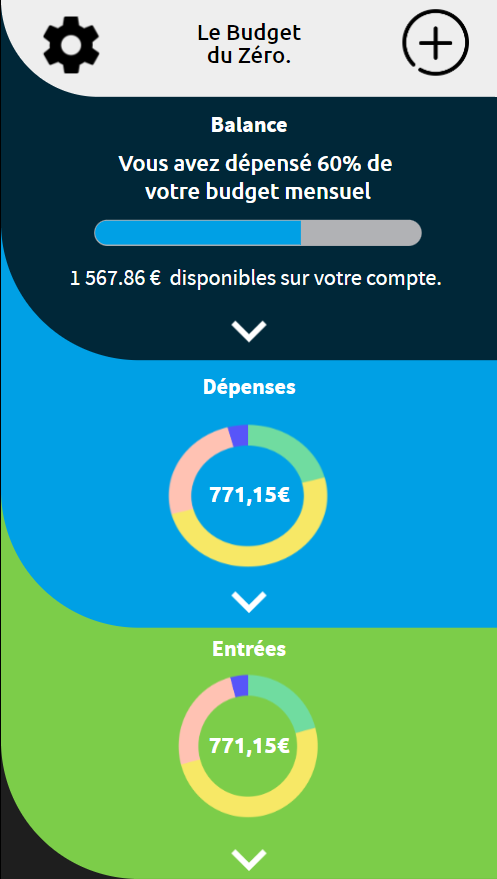 Le Budget
du Zéro.
Balance
Vous avez dépensé 60% de
votre budget mensuel
1 567.86 € disponibles sur votre compte.
Dépenses
771,15€
Entrées
771,15€